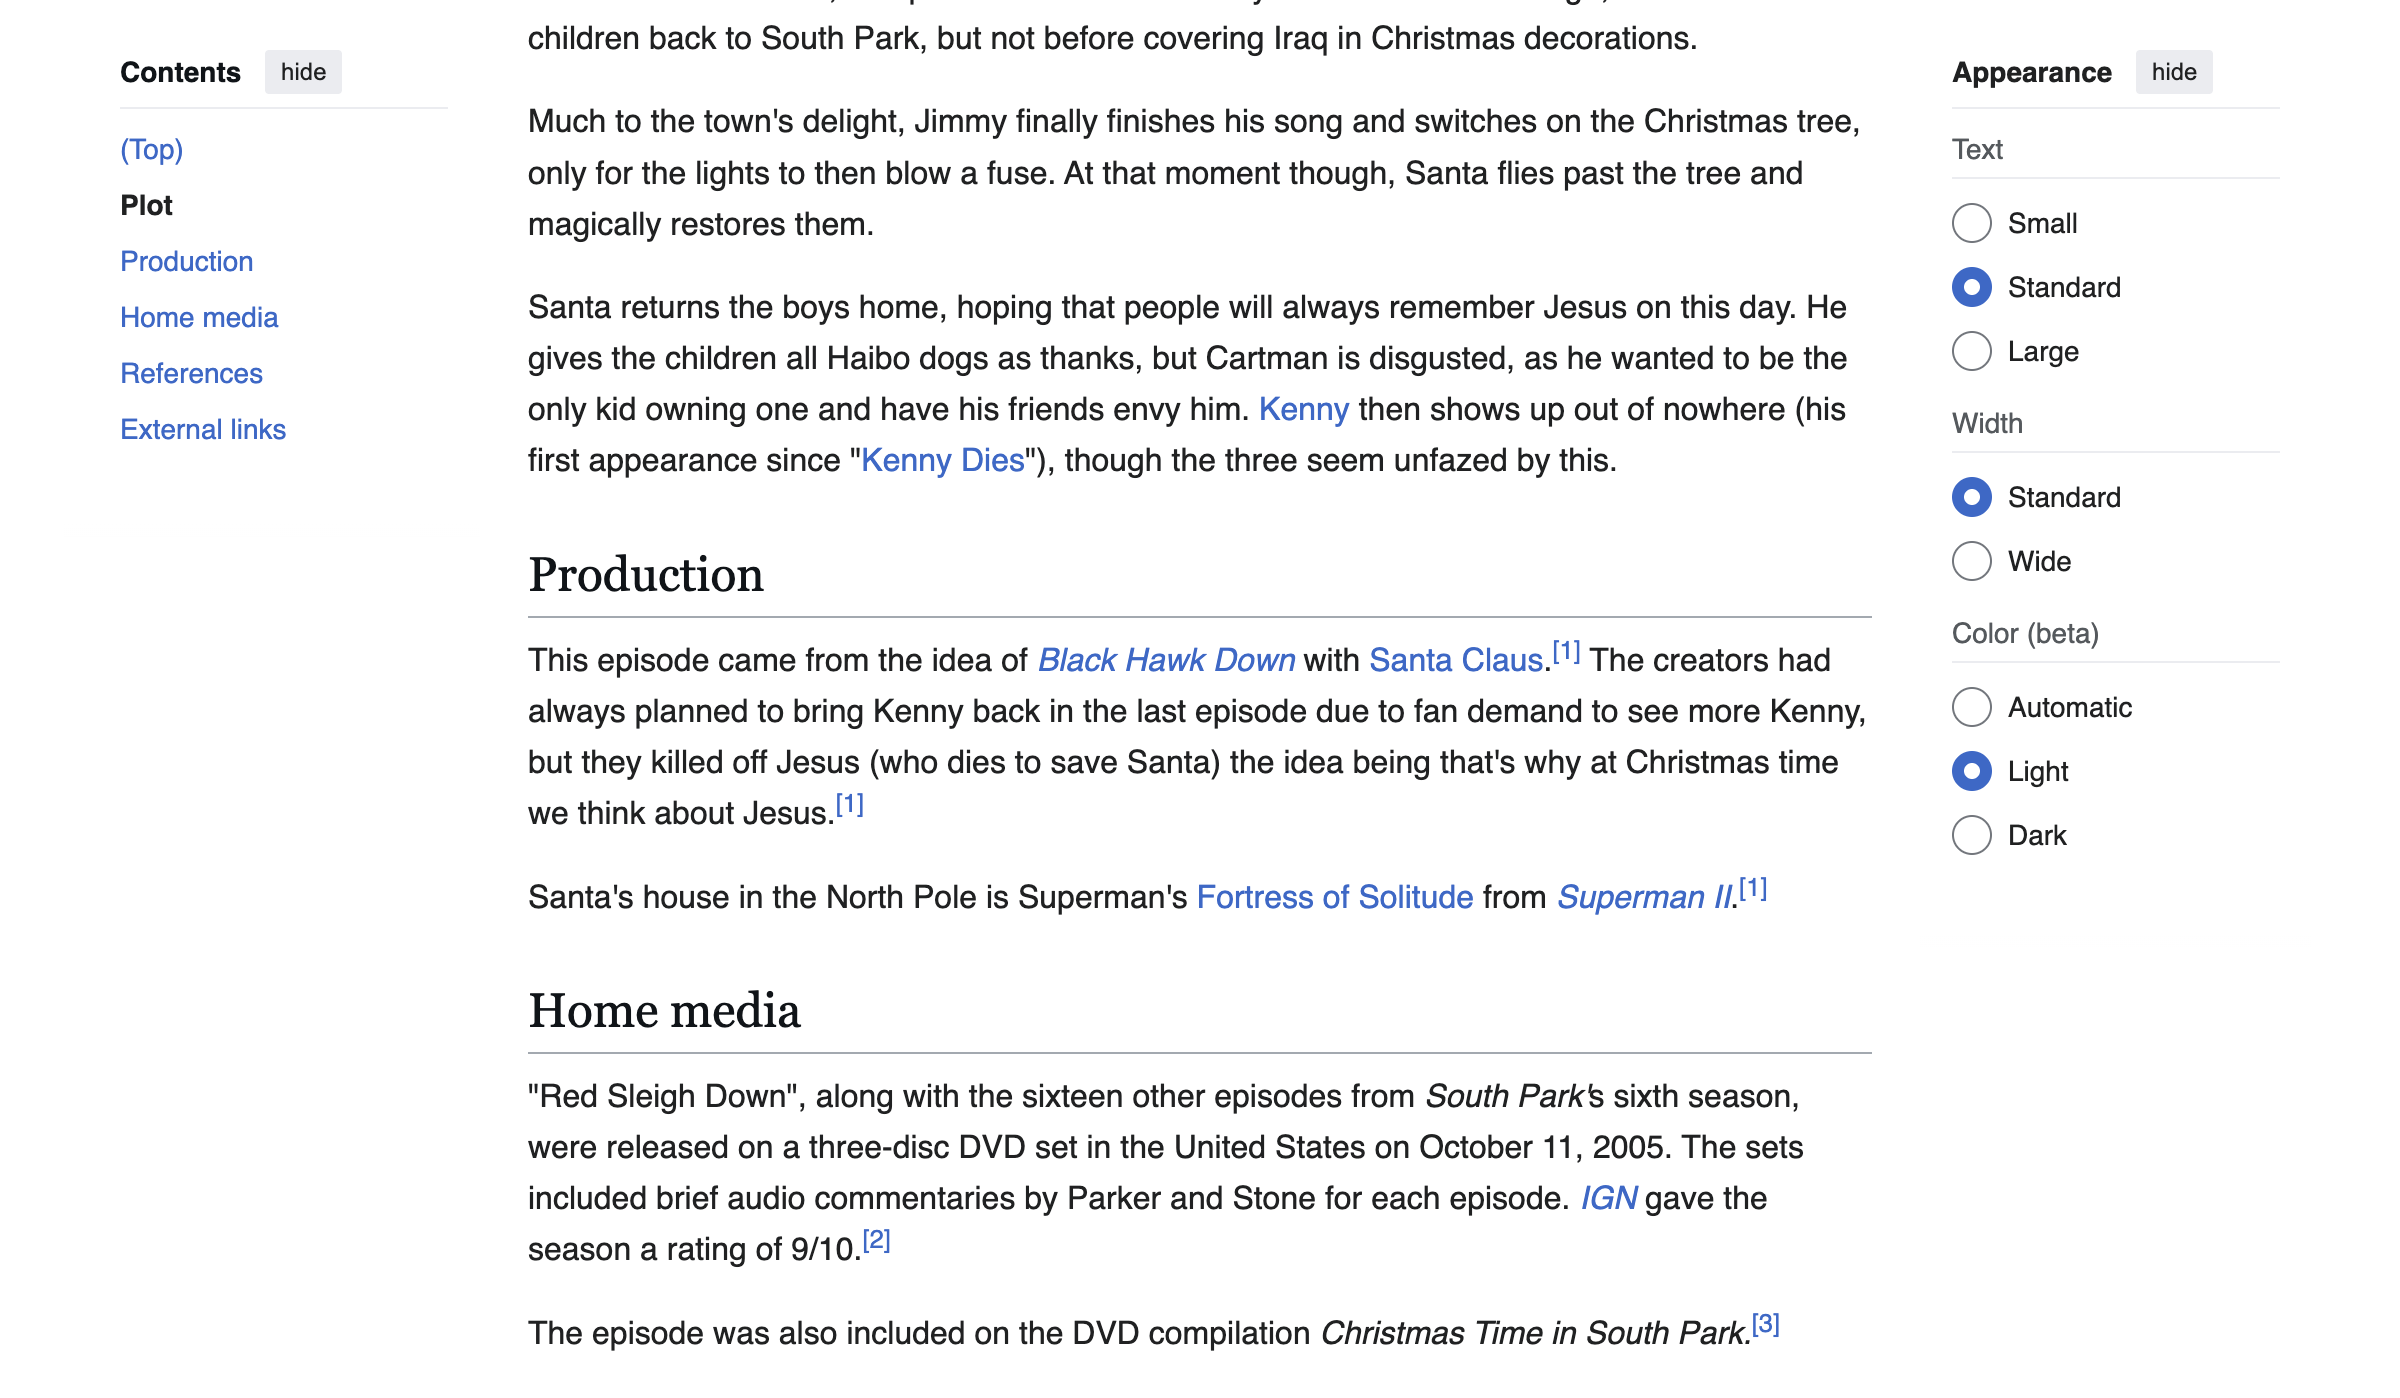 children back to South Park, but not before covering Iraq in Christmas decorations.
Contents hide
(Top)
Plot
Production
Home media
References
External links
Much to the town's delight, Jimmy finally finishes his song and switches on the Christmas tree,
only for the lights to then blow a fuse. At that moment though, Santa flies past the tree and
magically restores them.
Santa returns the boys home, hoping that people will always remember Jesus on this day. He
gives the children all Haibo dogs as thanks, but Cartman is disgusted, as he wanted to be the
only kid owning one and have his friends envy him. Kenny then shows up out of nowhere (his
first appearance since "Kenny Dies"), though the three seem unfazed by this.
Production
This episode came from the idea of Black Hawk Down with Santa Claus.[1] The creators had
always planned to bring Kenny back in the last episode due to fan demand to see more Kenny,
but they killed off Jesus (who dies to save Santa) the idea being that's why at Christmas time
we think about Jesus.[1]
Santa's house in the North Pole is Superman's Fortress of Solitude from Superman II.[1]
Home media
"Red Sleigh Down", along with the sixteen other episodes from South Park's sixth season,
were released on a three-disc DVD set in the United States on October 11, 2005. The sets
included brief audio commentaries by Parker and Stone for each episode. IGN gave the
season a rating of 9/10.[2]
The episode was also included on the DVD compilation Christmas Time in South Park.[3]
Appearance hide
Text
Small
Standard
Large
Width
Standard
Wide
Color (beta)
Automatic
Light
Dark